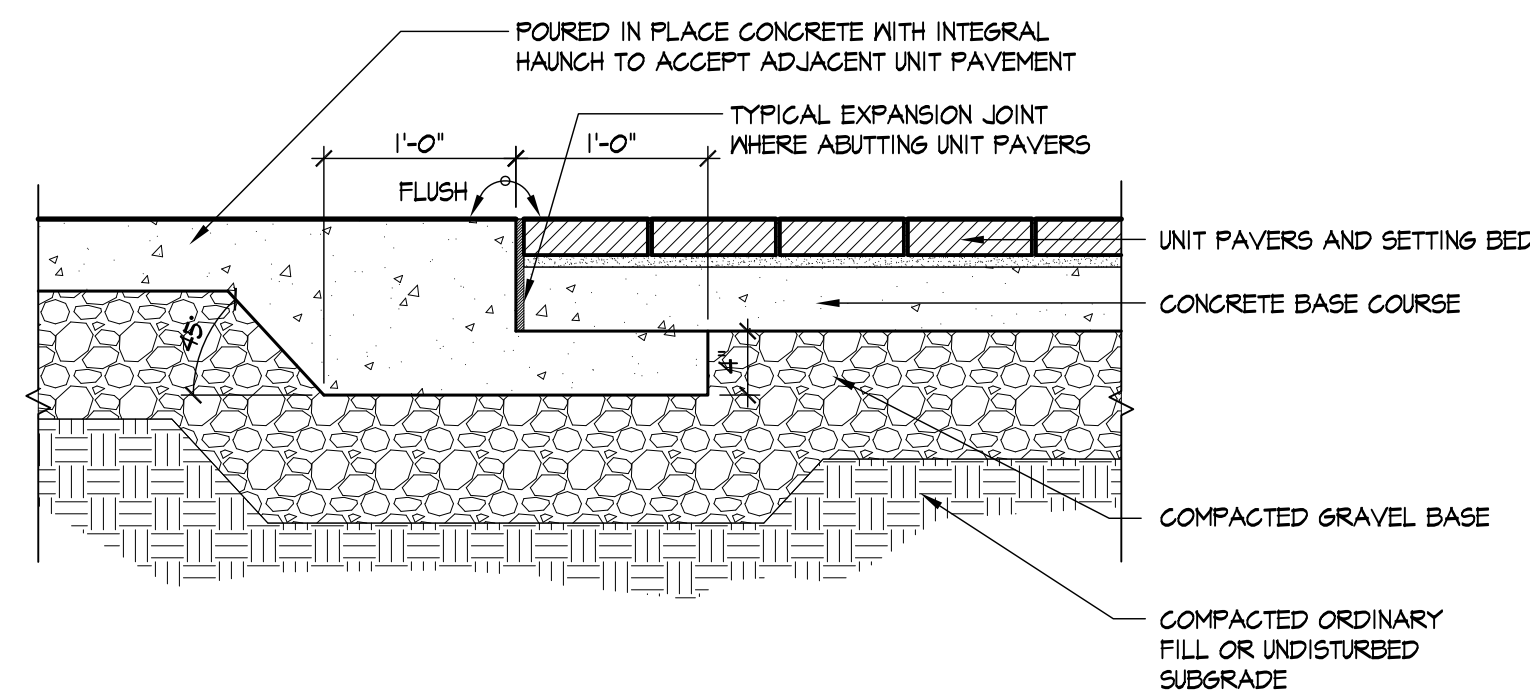 POURED IN PLACE CONCRETE WITH INTEGRAL
HAUNCH TO ACCEPT ADJACENT UNIT PAVEMENT
TYPICAL EXPANSION JOINT
WHERE ABUTTING UNIT PAVERS
1'-0"
1'-0"
FLUSH
UNIT PAVERS AND SETTING BED
CONCRETE BASE COURSE
45°
4"
COMPACTED GRAVEL BASE
COMPACTED ORDINARY
FILL OR UNDISTURBED
SUBGRADE